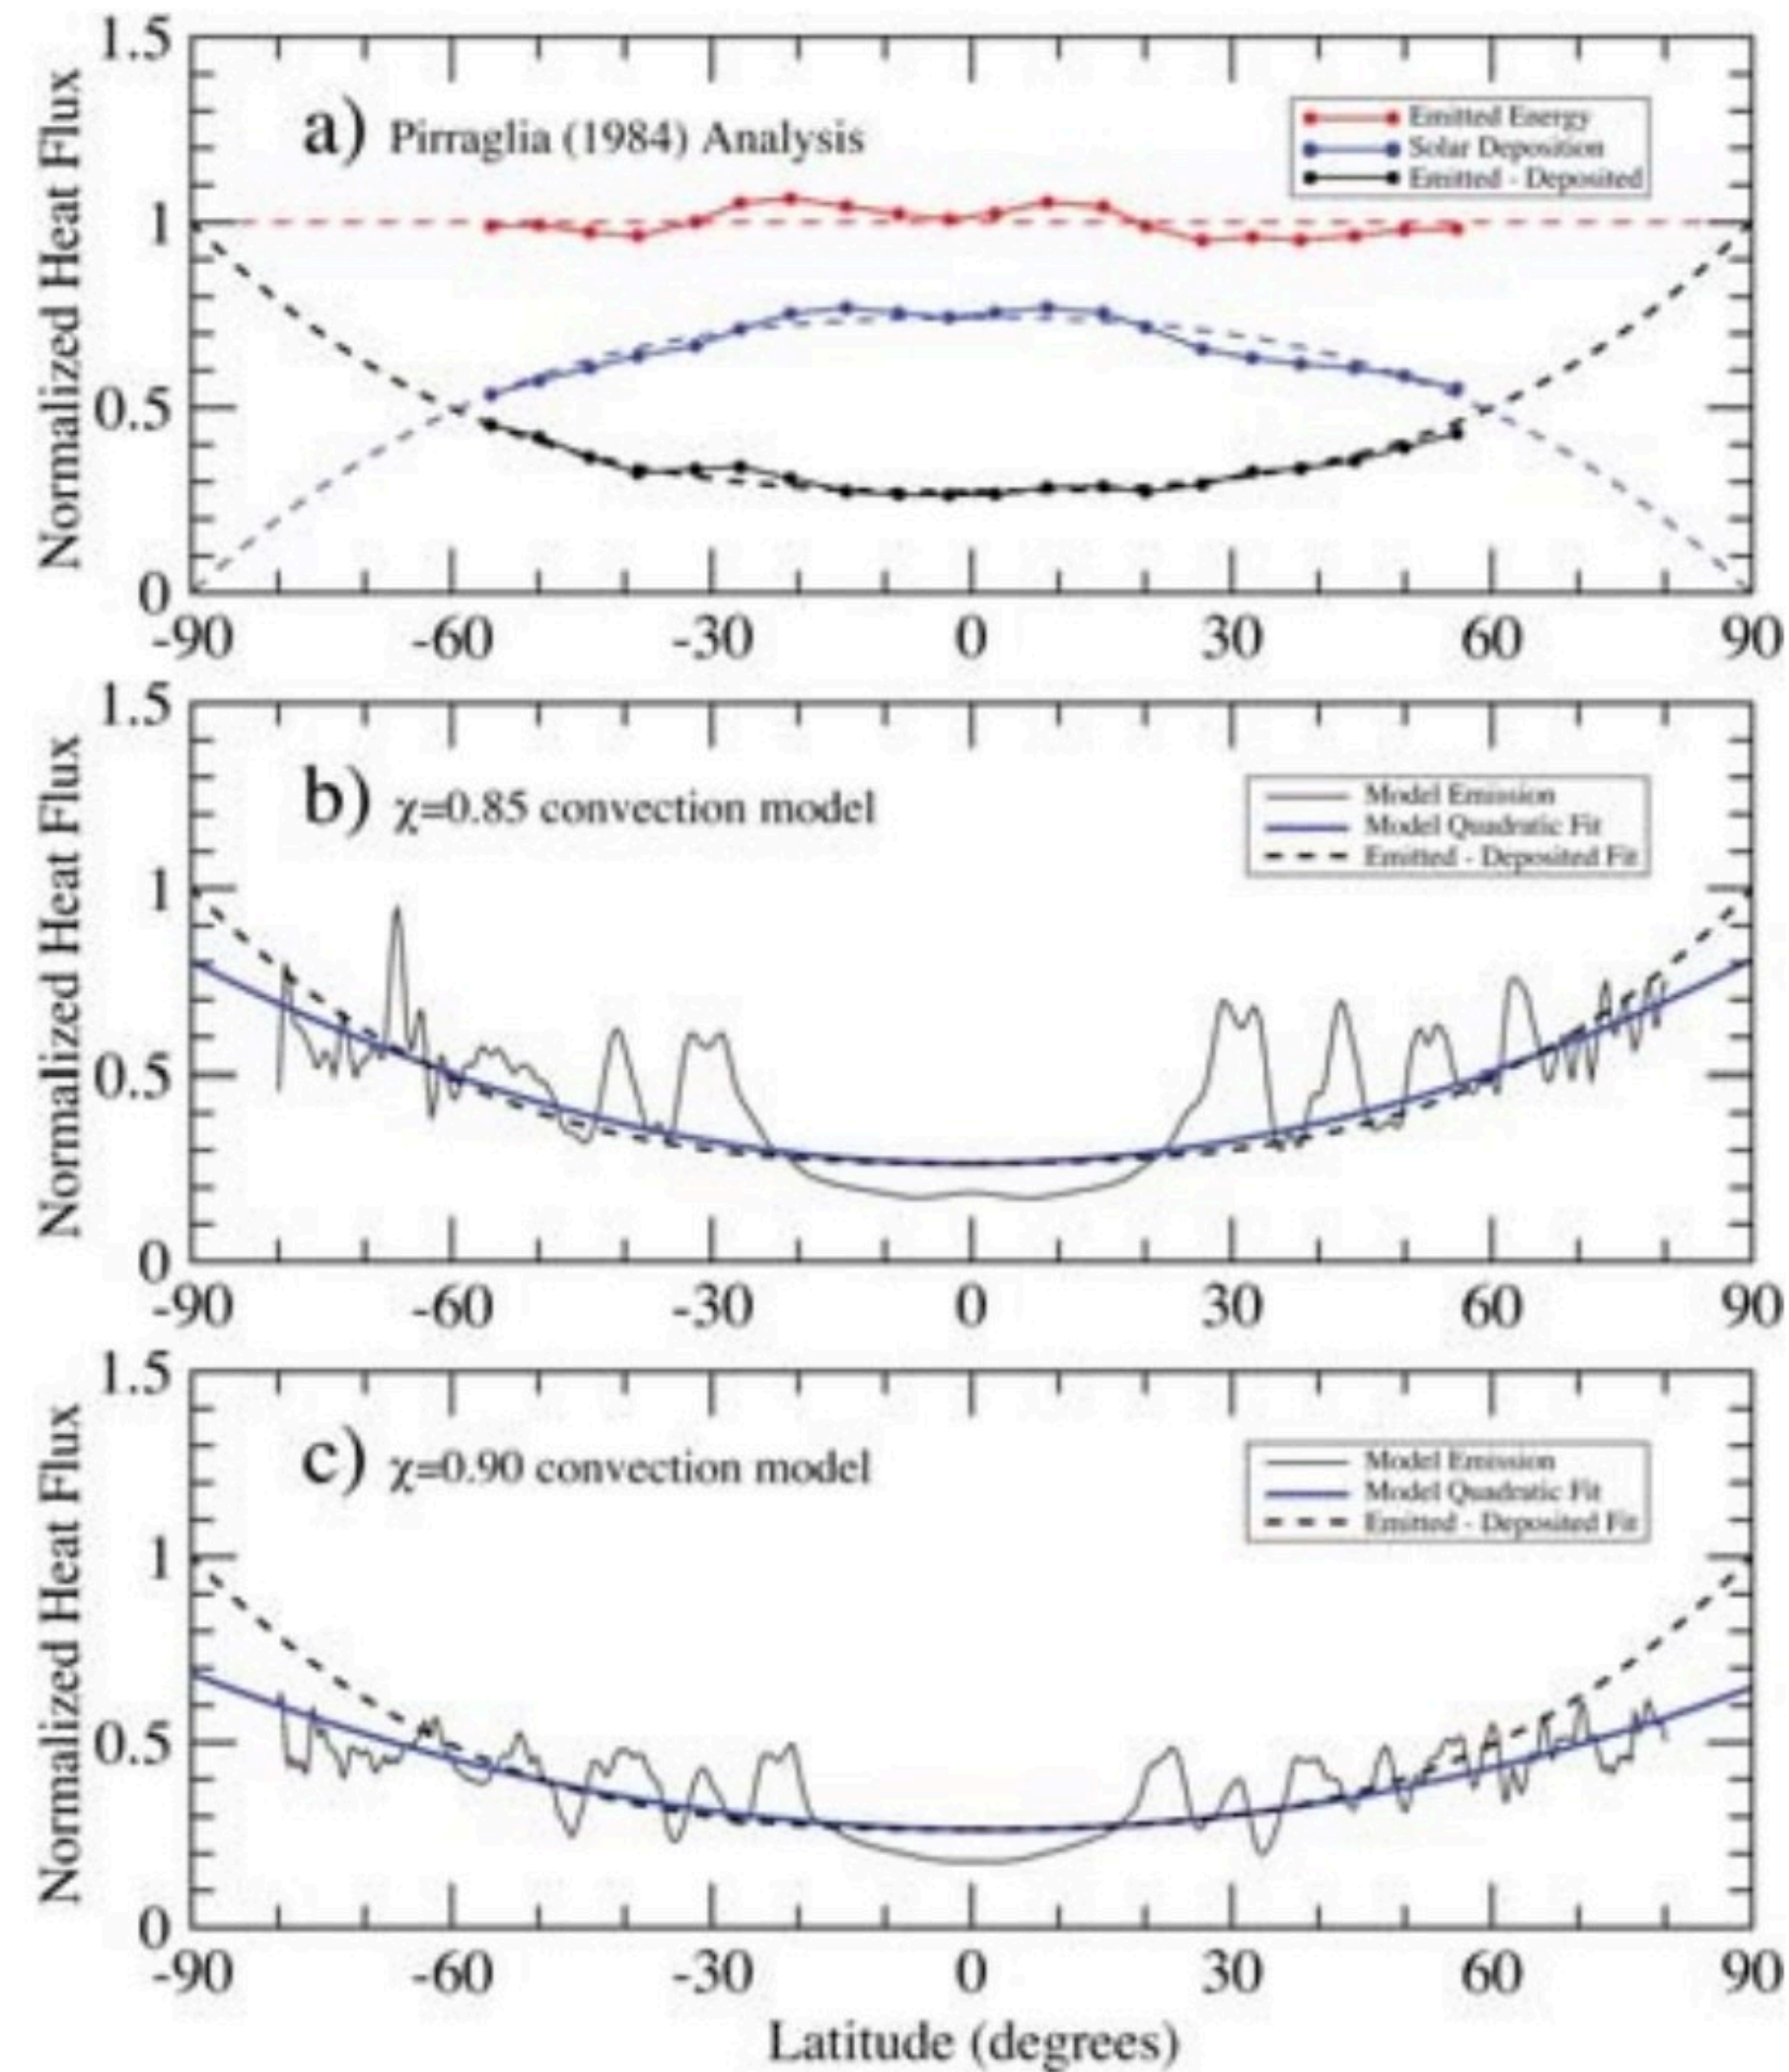 1.5
a) Pirraglia (1984) Analysis
Emitted Energy
Solar Deposition
Emitted - Deposited
Normalized Heat Flux
1
0.5
0
-90 -60 -30 0 30 60 90
1.5
b) χ=0.85 convection model
Model Emission
Model Quadratic Fit
Emitted - Deposited Fit
Normalized Heat Flux
1
0.5
0
-90 -60 -30 0 30 60 90
1.5
c) χ=0.90 convection model
Model Emission
Model Quadratic Fit
Emitted - Deposited Fit
Normalized Heat Flux
1
0.5
0
-90 -60 -30 0 30 60 90
Latitude (degrees)